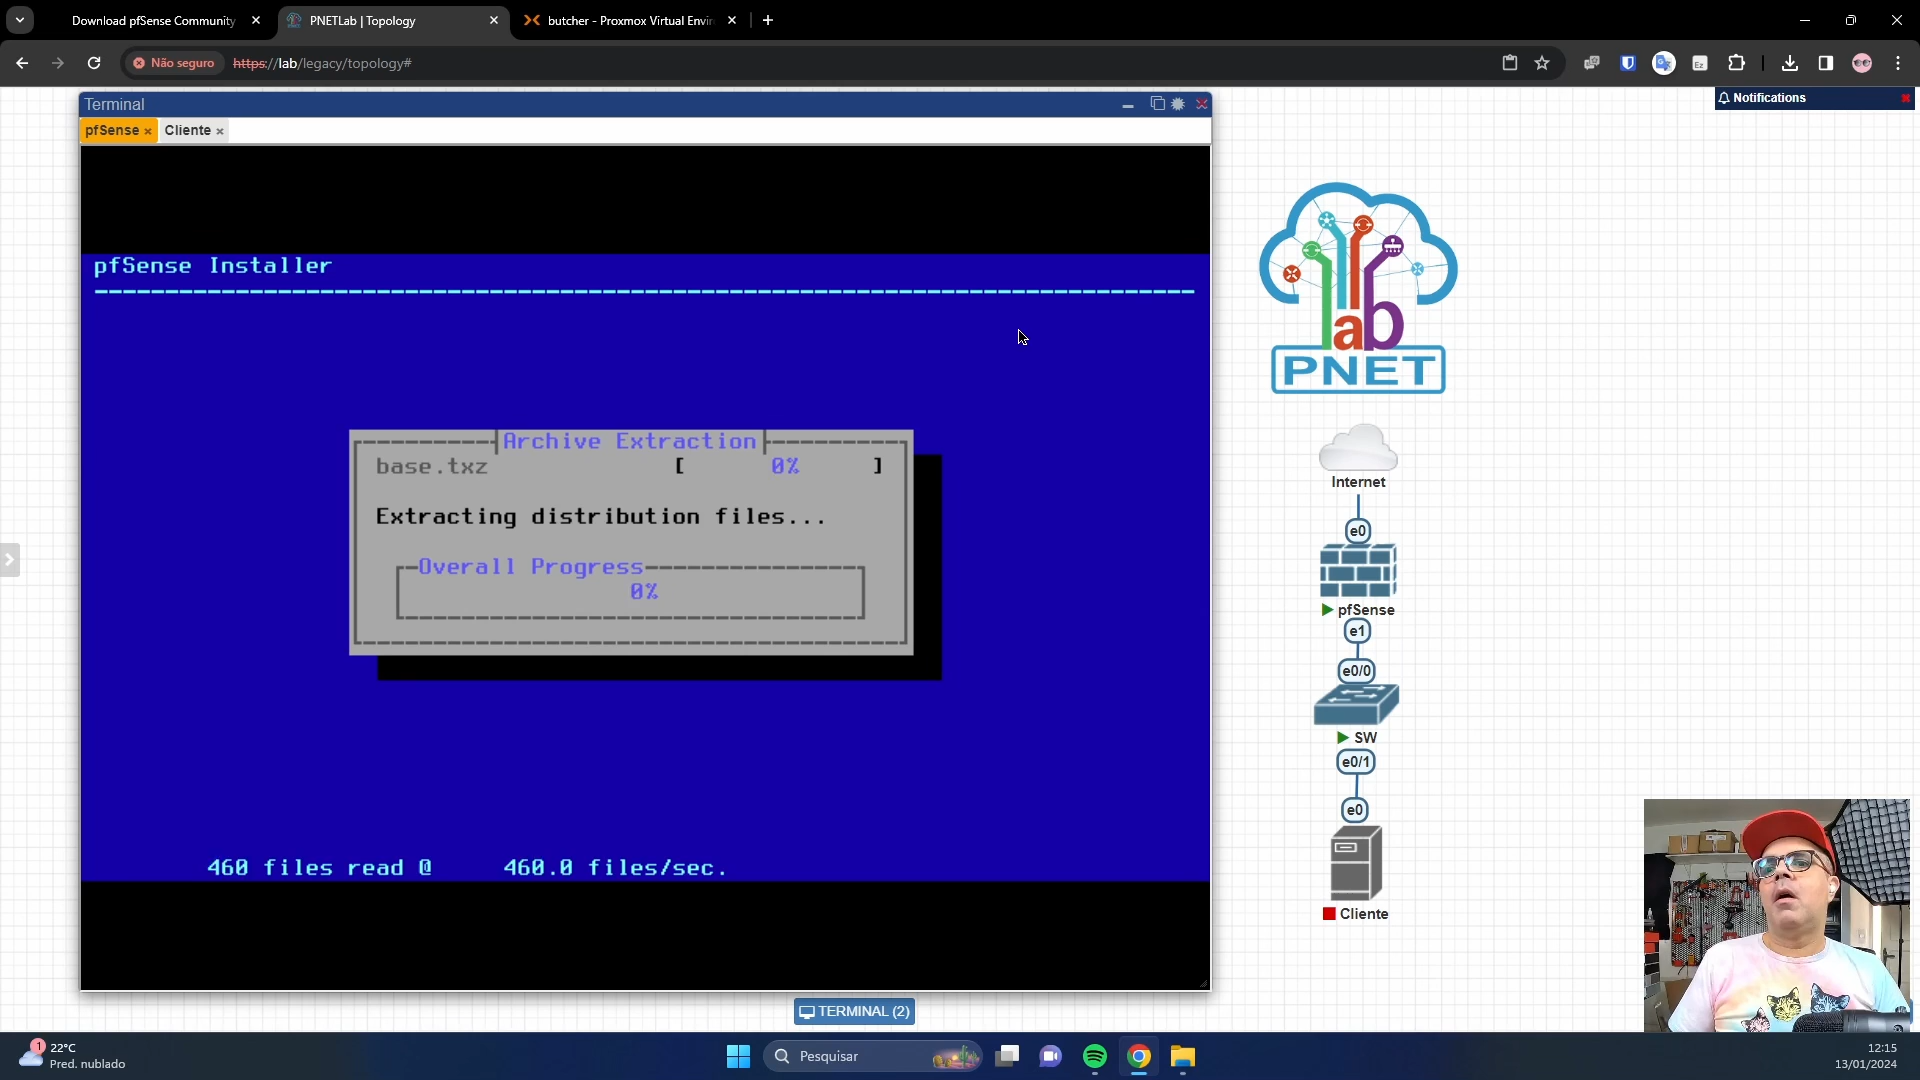 Download pfSense Community
PNETLab | Topology
butcher - Proxmox Virtual Envir
Não seguro
https://lab/legacy/topology#
Terminal
Notifications
pfSense
Cliente
pfSense Installer
Archive Extraction
base.txz [ 0% ]
Extracting distribution files...
Overall Progress
0%
460 files read @ 460.0 files/sec.
lab
PNET
Internet
e0
pfSense
e1
e0/0
SW
e0/1
e0
Cliente
TERMINAL (2)
1
22°C
Pred. nublado
Pesquisar
12:15
13/01/2024